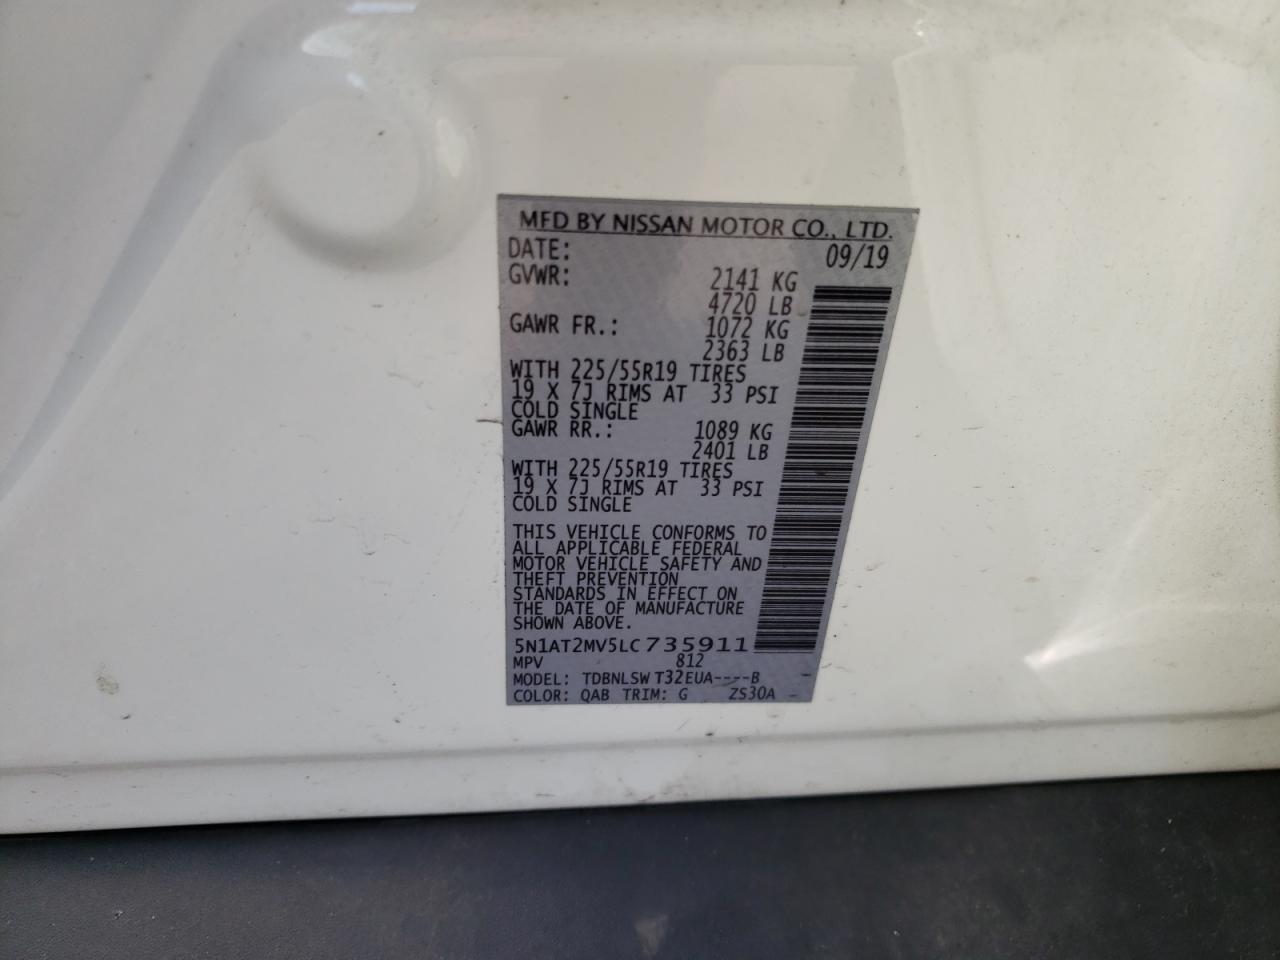 MFD BY NISSAN MOTOR CO., LTD.
DATE: 09/19
GVWR: 2141 KG
4720 LB
GAWR FR.: 1072 KG
2363 LB
WITH 225/55R19 TIRES
19 X 7J RIMS AT 33 PSI
COLD SINGLE
GAWR RR.: 1089 KG
2401 LB
WITH 225/55R19 TIRES
19 X 7J RIMS AT 33 PSI
COLD SINGLE
THIS VEHICLE CONFORMS TO
ALL APPLICABLE FEDERAL
MOTOR VEHICLE SAFETY AND
THEFT PREVENTION
STANDARDS IN EFFECT ON
THE DATE OF MANUFACTURE
SHOWN ABOVE.
5N1AT2MV5LC735911
MPV 812
MODEL: TDBNLSW T32EUA----B -
COLOR: QAB TRIM: G ZS30A -